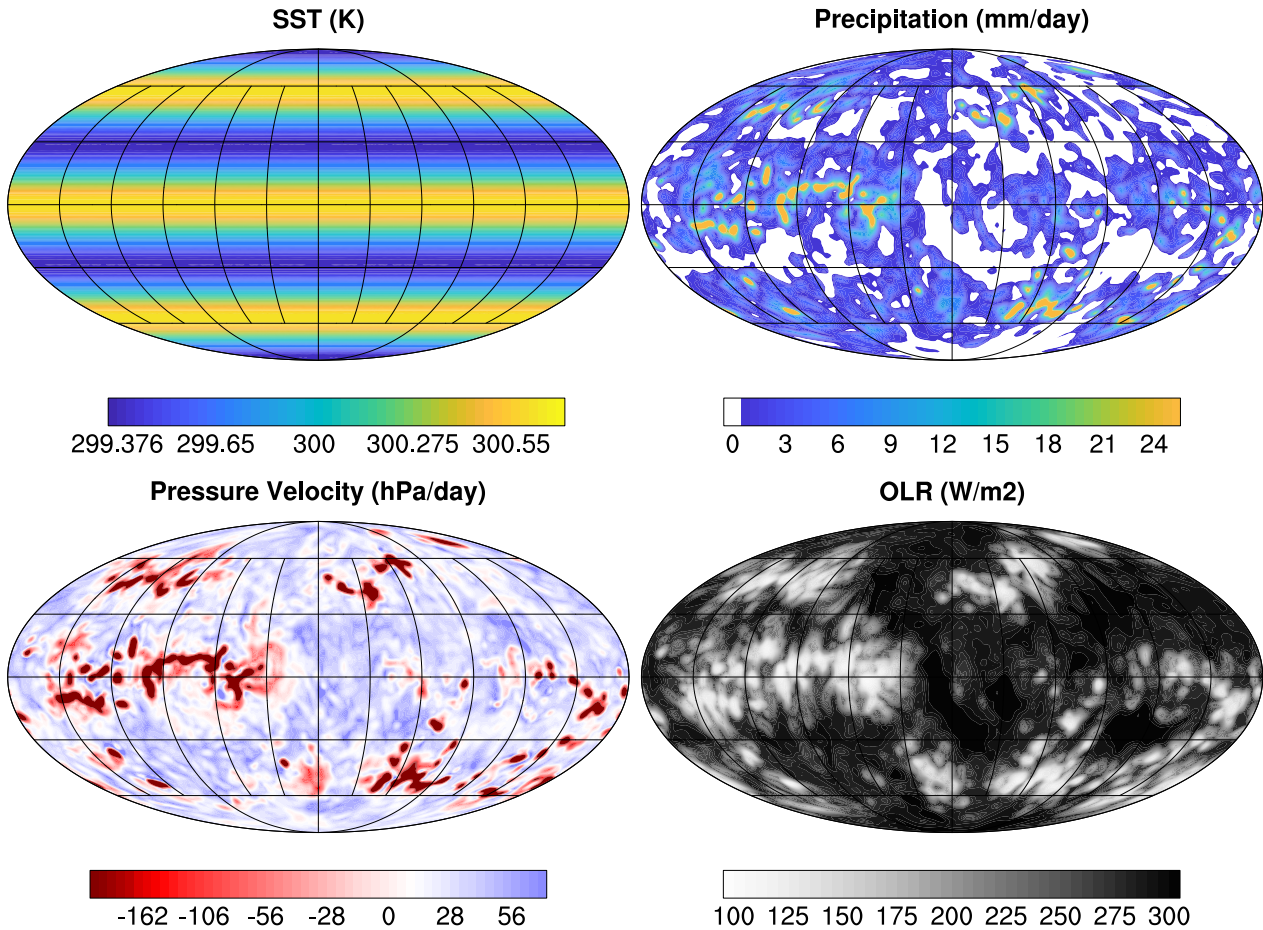 SST (K)
Precipitation (mm/day)
299.376 299.65 300 300.275 300.55
0 3 6 9 12 15 18 21 24
Pressure Velocity (hPa/day)
OLR (W/m2)
-162 -106 -56 -28 0 28 56
100 125 150 175 200 225 250 275 300